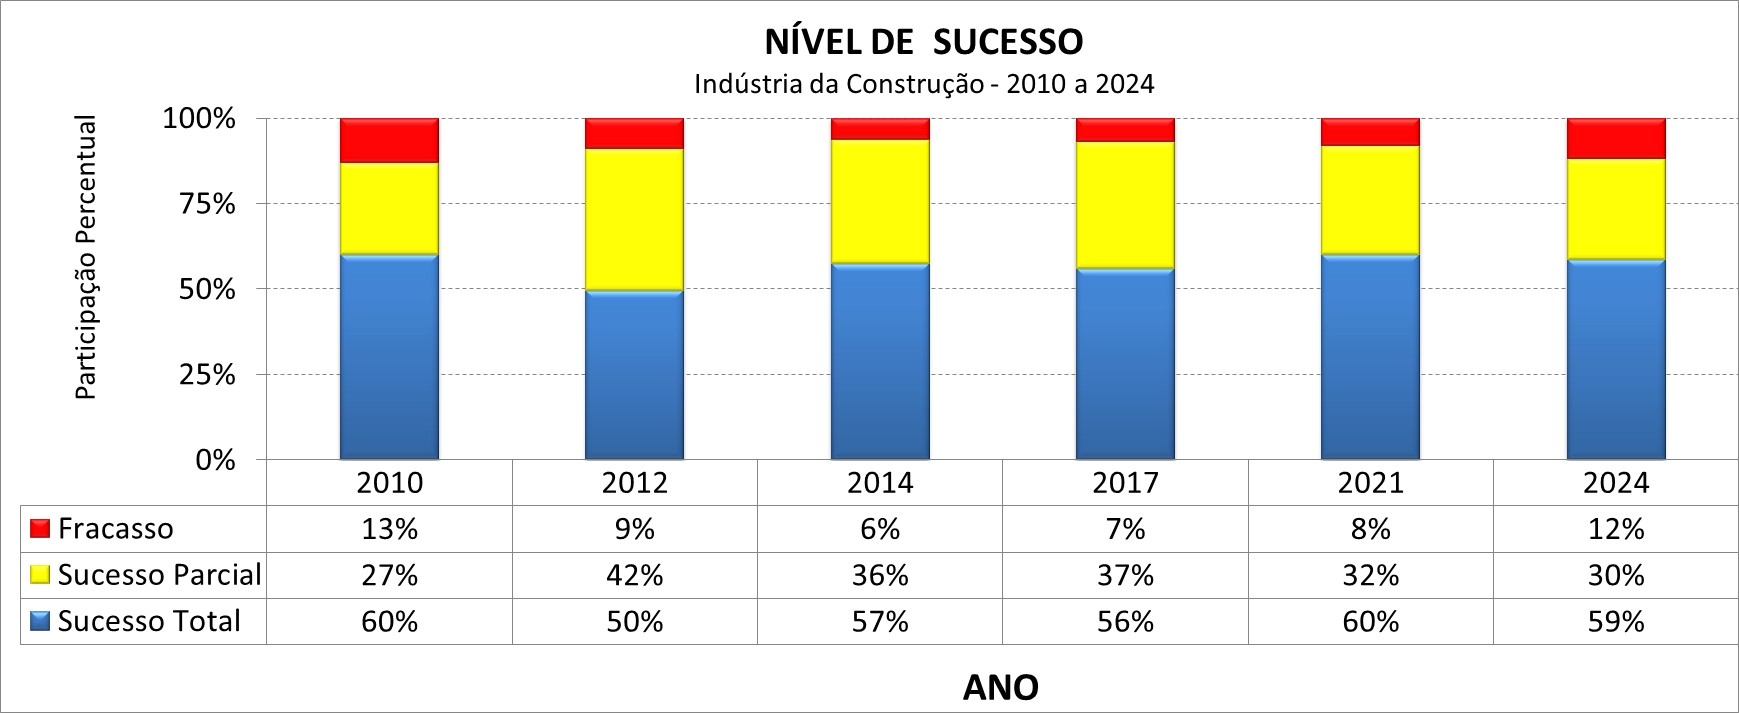 NÍVEL DE  SUCESSO
Indústria da Construção - 2010 a 2024
Participação Percentual
100%
75%
50%
25%
0%
2010 2012 2014 2017 2021 2024
Fracasso 13% 9% 6% 7% 8% 12%
Sucesso Parcial 27% 42% 36% 37% 32% 30%
Sucesso Total 60% 50% 57% 56% 60% 59%
ANO